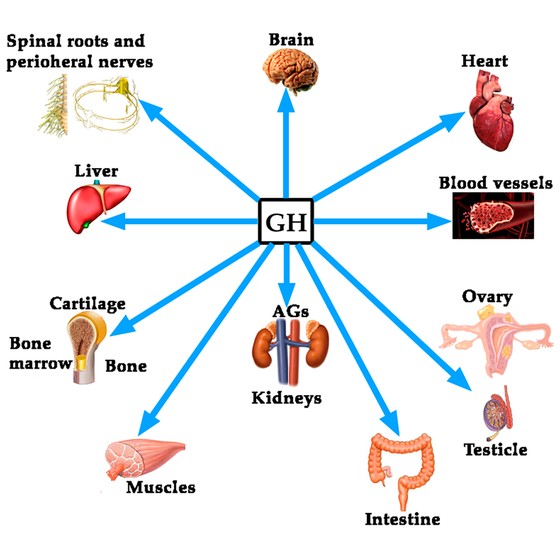 Spinal roots and
perioheral nerves
Brain
Heart
Liver
Blood vessels
GH
Cartilage
Bone
marrow
Bone
AGs
Kidneys
Ovary
Testicle
Muscles
Intestine